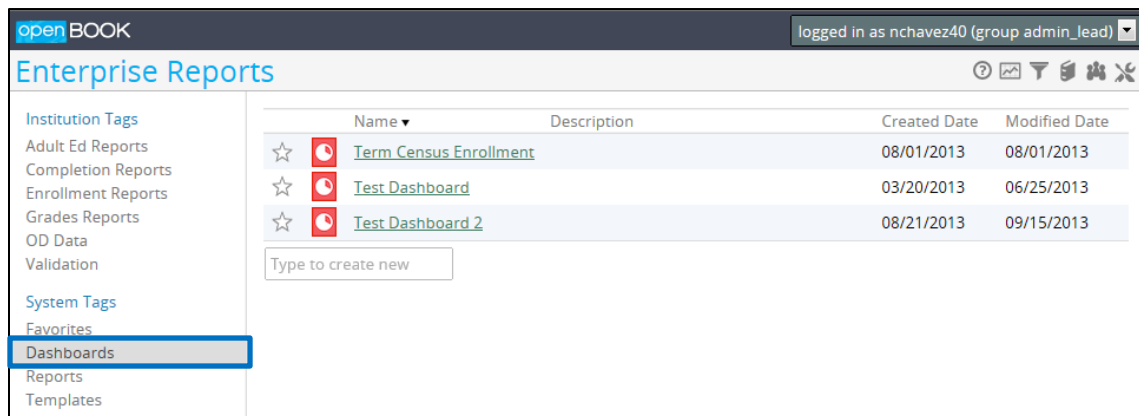 open BOOK
logged in as nchavez40 (group admin_lead)
Enterprise Reports
Institution Tags
Adult Ed Reports
Completion Reports
Enrollment Reports
Grades Reports
OD Data
Validation
System Tags
Favorites
Dashboards
Reports
Templates
Name Description Created Date Modified Date
Term Census Enrollment 08/01/2013 08/01/2013
Test Dashboard 03/20/2013 06/25/2013
Test Dashboard 2 08/21/2013 09/15/2013
Type to create new